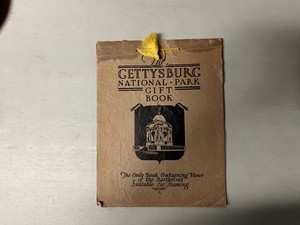 GETTYSBURG
NATIONAL · PARK
GIFT
BOOK
The Only Book Containing Views
of the Battlefield
Suitable for Framing